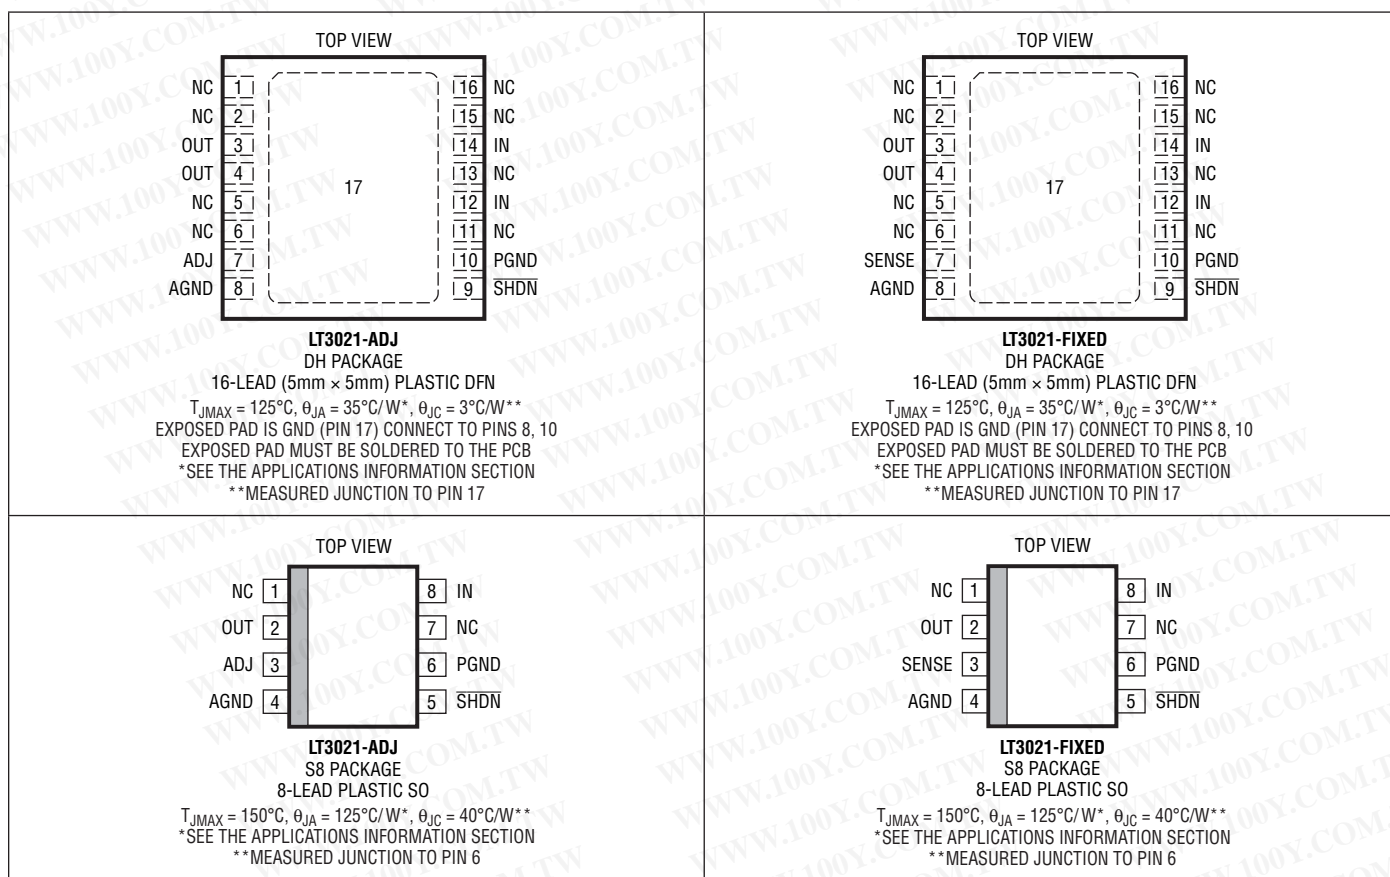 TOP VIEW
NC 1 16 NC
NC 2 15 NC
OUT 3 14 IN
OUT 4 13 NC
NC 5 12 IN
NC 6 11 NC
ADJ 7 10 PGND
AGND 8 9 SHDN
17
LT3021-ADJ
DH PACKAGE
16-LEAD (5mm × 5mm) PLASTIC DFN
TJMAX = 125°C, θJA = 35°C/ W*, θJC = 3°C/W**
EXPOSED PAD IS GND (PIN 17) CONNECT TO PINS 8, 10
EXPOSED PAD MUST BE SOLDERED TO THE PCB
*SEE THE APPLICATIONS INFORMATION SECTION
**MEASURED JUNCTION TO PIN 17
TOP VIEW
NC 1 16 NC
NC 2 15 NC
OUT 3 14 IN
OUT 4 13 NC
NC 5 12 IN
NC 6 11 NC
SENSE 7 10 PGND
AGND 8 9 SHDN
17
LT3021-FIXED
DH PACKAGE
16-LEAD (5mm × 5mm) PLASTIC DFN
TJMAX = 125°C, θJA = 35°C/ W*, θJC = 3°C/W**
EXPOSED PAD IS GND (PIN 17) CONNECT TO PINS 8, 10
EXPOSED PAD MUST BE SOLDERED TO THE PCB
*SEE THE APPLICATIONS INFORMATION SECTION
**MEASURED JUNCTION TO PIN 17
TOP VIEW
NC 1 8 IN
OUT 2 7 NC
ADJ 3 6 PGND
AGND 4 5 SHDN
LT3021-ADJ
S8 PACKAGE
8-LEAD PLASTIC SO
TJMAX = 150°C, θJA = 125°C/ W*, θJC = 40°C/W**
*SEE THE APPLICATIONS INFORMATION SECTION
**MEASURED JUNCTION TO PIN 6
TOP VIEW
NC 1 8 IN
OUT 2 7 NC
SENSE 3 6 PGND
AGND 4 5 SHDN
LT3021-FIXED
S8 PACKAGE
8-LEAD PLASTIC SO
TJMAX = 150°C, θJA = 125°C/ W*, θJC = 40°C/W**
*SEE THE APPLICATIONS INFORMATION SECTION
**MEASURED JUNCTION TO PIN 6
WWW.100Y.COM.TW